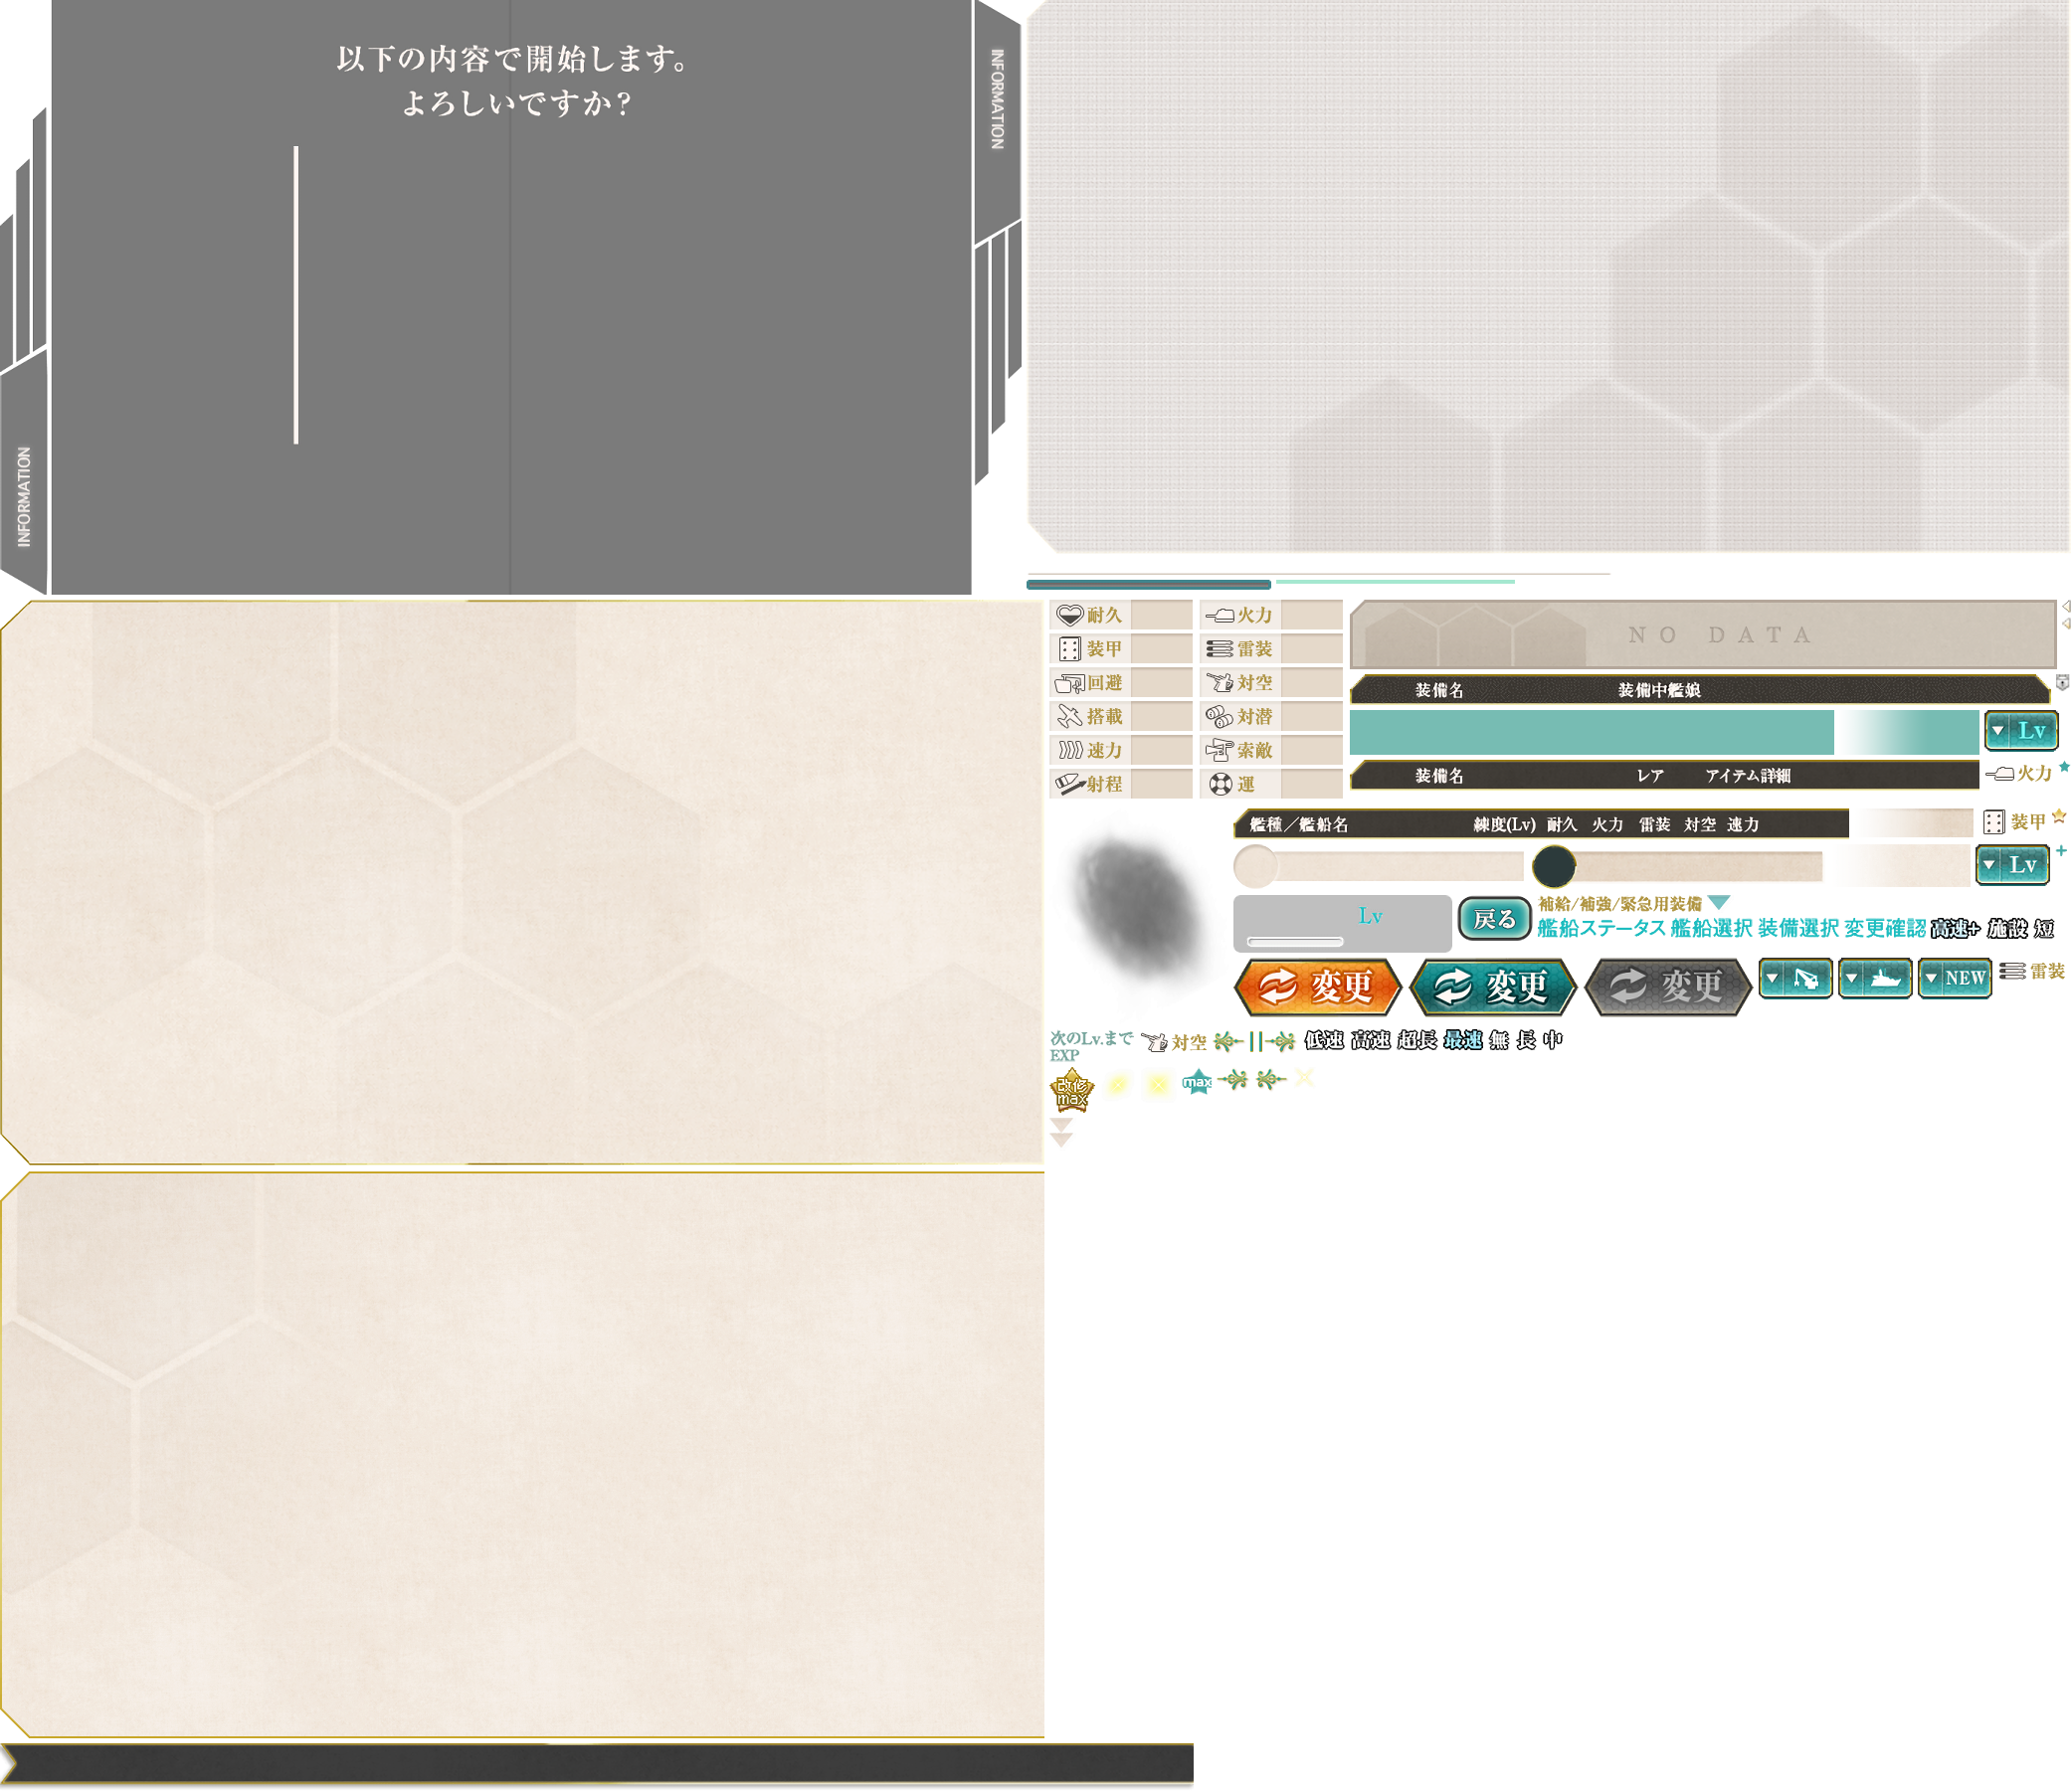 以下の内容で開始します。
よろしいですか?
INFORMATION
INFORMATION
耐久
火力
装甲
雷装
回避
対空
搭載
対潜
速力
索敵
射程
運
NO DATA
装備名 装備中艦娘
Lv
装備名 レア アイテム詳細
火力
艦種／艦船名 練度(Lv) 耐久 火力 雷装 対空 速力
装甲
Lv
Lv
戻る
補給/補強/緊急用装備
艦船ステータス 艦船選択 装備選択 変更確認 高速+ 施設 短
変更
変更
変更
NEW
雷装
次のLv.まで
EXP
対空
低速 高速 超長 最速 無 長 中
改修
max
max